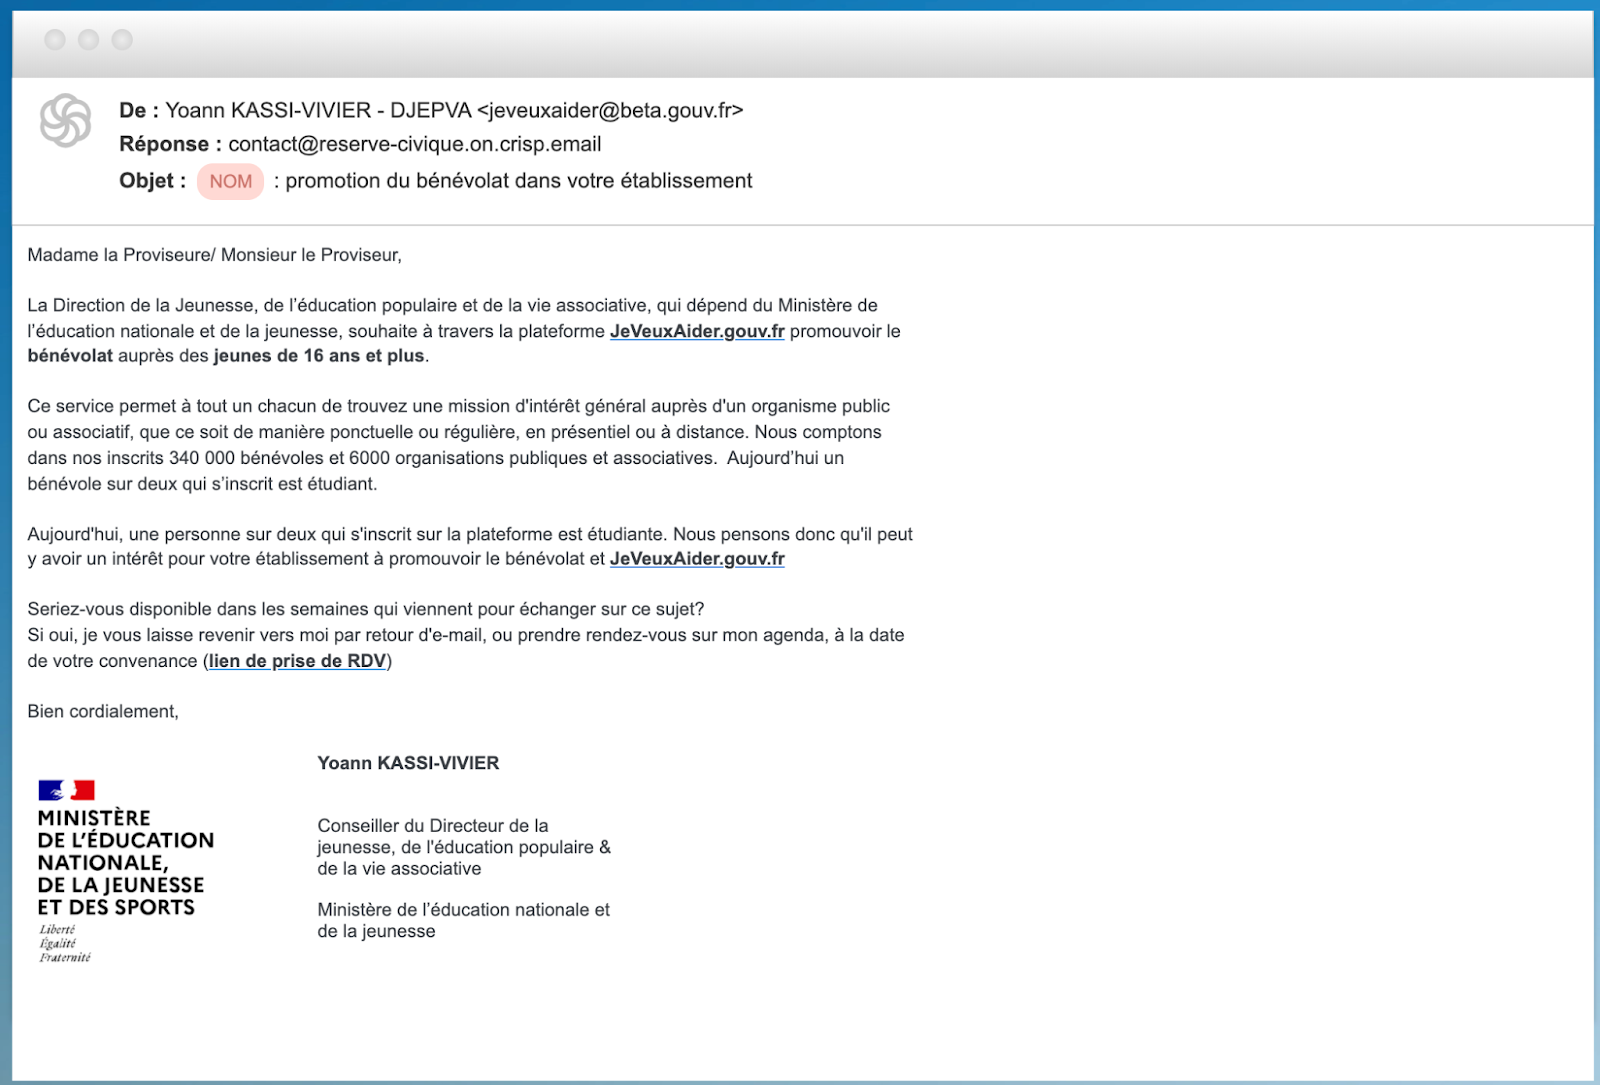 De : Yoann KASSI-VIVIER - DJEPVA <jeveuxaider@beta.gouv.fr>
Réponse : contact@reserve-civique.on.crisp.email
Objet : NOM : promotion du bénévolat dans votre établissement
Madame la Proviseure/ Monsieur le Proviseur,
La Direction de la Jeunesse, de l’éducation populaire et de la vie associative, qui dépend du Ministère de
l’éducation nationale et de la jeunesse, souhaite à travers la plateforme JeVeuxAider.gouv.fr promouvoir le
bénévolat auprès des jeunes de 16 ans et plus.
Ce service permet à tout un chacun de trouvez une mission d'intérêt général auprès d'un organisme public
ou associatif, que ce soit de manière ponctuelle ou régulière, en présentiel ou à distance. Nous comptons
dans nos inscrits 340 000 bénévoles et 6000 organisations publiques et associatives.  Aujourd’hui un
bénévole sur deux qui s’inscrit est étudiant.
Aujourd'hui, une personne sur deux qui s'inscrit sur la plateforme est étudiante. Nous pensons donc qu'il peut
y avoir un intérêt pour votre établissement à promouvoir le bénévolat et JeVeuxAider.gouv.fr
Seriez-vous disponible dans les semaines qui viennent pour échanger sur ce sujet?
Si oui, je vous laisse revenir vers moi par retour d'e-mail, ou prendre rendez-vous sur mon agenda, à la date
de votre convenance (lien de prise de RDV)
Bien cordialement,
Yoann KASSI-VIVIER
Conseiller du Directeur de la
jeunesse, de l'éducation populaire &
de la vie associative
Ministère de l’éducation nationale et
de la jeunesse
MINISTÈRE
DE L’ÉDUCATION
NATIONALE,
DE LA JEUNESSE
ET DES SPORTS
Liberté
Égalité
Fraternité